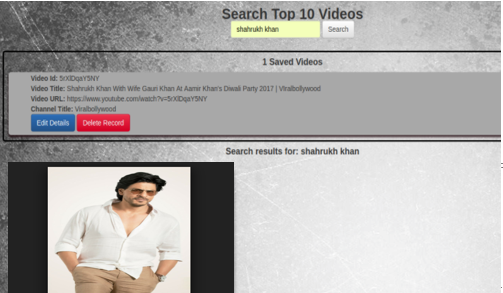 Search Top 10 Videos
shahrukh khan
Search
1 Saved Videos
Video Id: 5rXlDqaY5NY
Video Title: Shahrukh Khan With Wife Gauri Khan At Aamir Khan's Diwali Party 2017 | Viralbollywood
Video URL: https://www.youtube.com/watch?v=5rXlDqaY5NY
Channel Title: Viralbollywood
Edit Details
Delete Record
Search results for: shahrukh khan